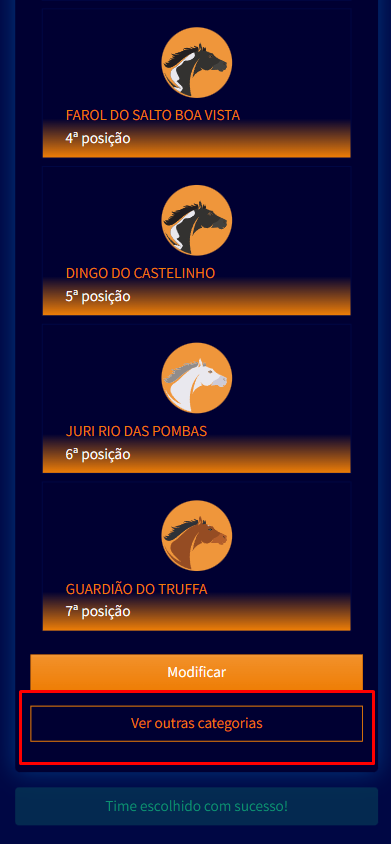 FAROL DO SALTO BOA VISTA
4ª posição
DINGO DO CASTELINHO
5ª posição
JURI RIO DAS POMBAS
6ª posição
GUARDIÃO DO TRUFFA
7ª posição
Modificar
Ver outras categorias
Time escolhido com sucesso!